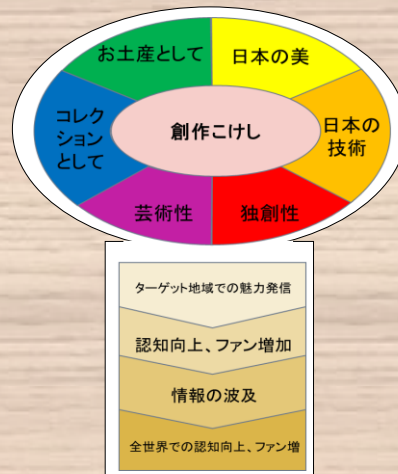 お土産として
日本の美
コレク
ション
として
創作こけし
日本の
技術
芸術性
独創性
ターゲット地域での魅力発信
認知向上、ファン増加
情報の波及
全世界での認知向上、ファン増